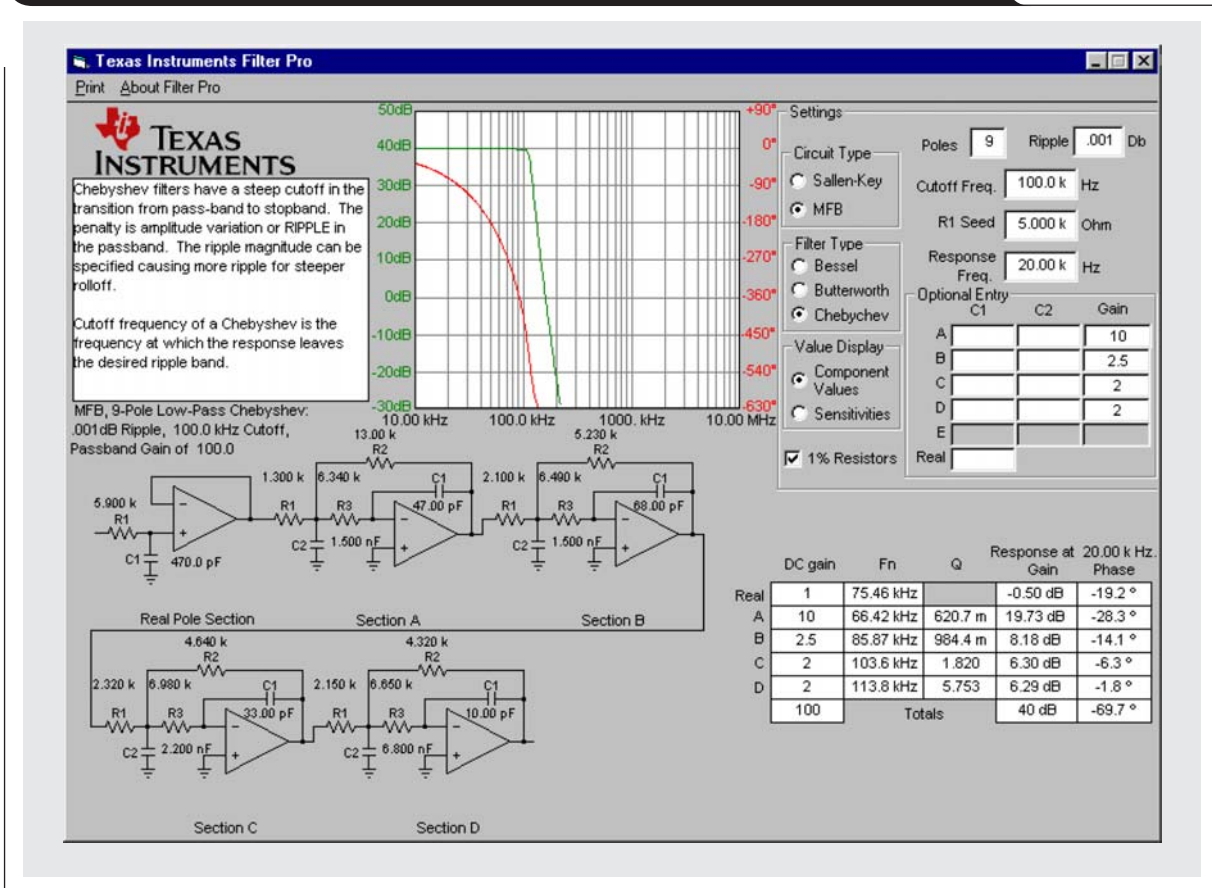 Texas Instruments Filter Pro
Print About Filter Pro
TEXAS
INSTRUMENTS
Chebyshev filters have a steep cutoff in the
transition from pass-band to stopband. The
penalty is amplitude variation or RIPPLE in
the passband. The ripple magnitude can be
specified causing more ripple for steeper
rolloff.
Cutoff frequency of a Chebyshev is the
frequency at which the response leaves
the desired ripple band.
50dB
40dB
30dB
20dB
10dB
0dB
-10dB
-20dB
-30dB
+90°
0°
-90°
-180°
-270°
-360°
-450°
-540°
-630°
10.00 kHz 100.0 kHz 1000. kHz 10.00 MHz
Settings
Circuit Type
Sallen-Key
MFB
Filter Type
Bessel
Butterworth
Chebychev
Value Display
Component
Values
Sensitivities
1% Resistors
Poles 9 Ripple .001 Db
Cutoff Freq. 100.0 k Hz
R1 Seed 5.000 k Ohm
Response
Freq. 20.00 k Hz
Optional Entry
C1 C2 Gain
A 10
B 2.5
C 2
D 2
E
Real
MFB, 9-Pole Low-Pass Chebyshev:
.001dB Ripple, 100.0 kHz Cutoff,
Passband Gain of 100.0
13.00 k 5.230 k
R2 R2
1.300 k 6.340 k C1 2.100 k 6.490 k C1
5.900 k R1 R3 47.00 pF R1 R3 68.00 pF
R1
- - -
+ + +
C1 470.0 pF C2 1.500 nF C2 1.500 nF
Real Pole Section Section A Section B
4.640 k 4.320 k
R2 R2
2.320 k 6.980 k C1 2.150 k 6.650 k C1
R1 R3 33.00 pF R1 R3 10.00 pF
- -
+ +
C2 2.200 nF C2 6.800 nF
Section C Section D
Response at 20.00 k Hz.
DC gain Fn Q Gain Phase
Real 1 75.46 kHz -0.50 dB -19.2 °
A 10 66.42 kHz 620.7 m 19.73 dB -28.3 °
B 2.5 85.87 kHz 984.4 m 8.18 dB -14.1 °
C 2 103.6 kHz 1.820 6.30 dB -6.3 °
D 2 113.8 kHz 5.753 6.29 dB -1.8 °
100 Totals 40 dB -69.7 °